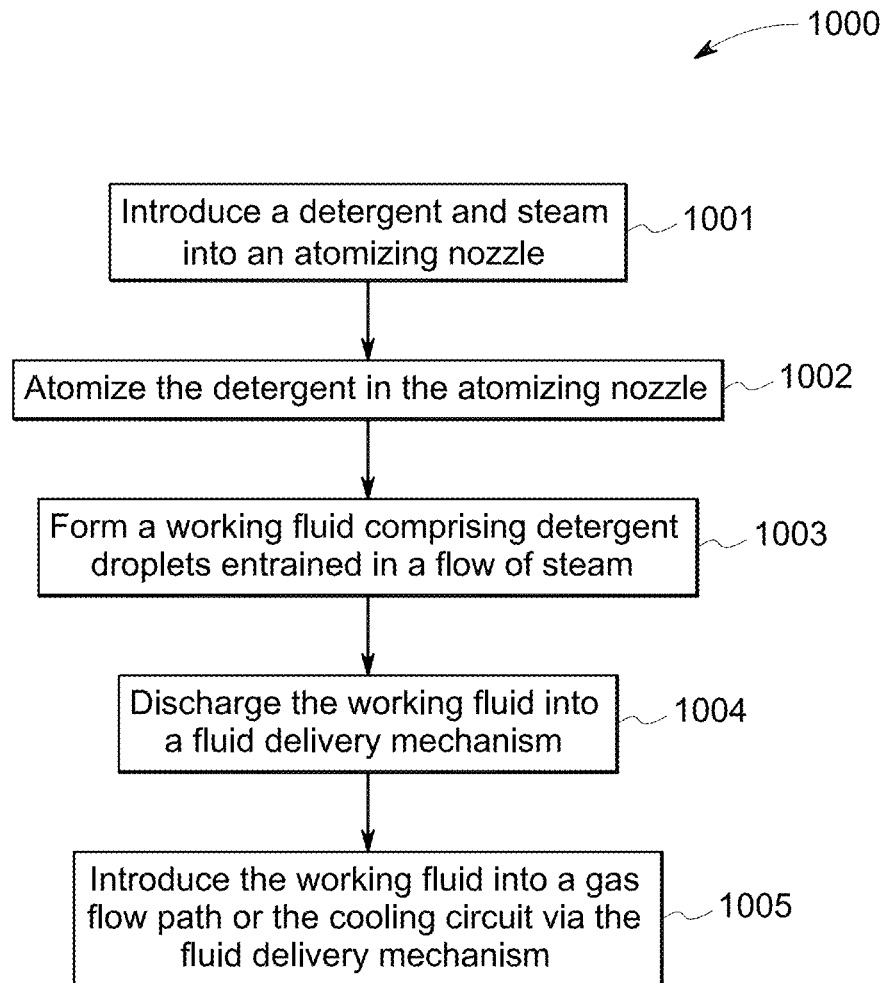 1000
Introduce a detergent and steam
into an atomizing nozzle
1001
Atomize the detergent in the atomizing nozzle
1002
Form a working fluid comprising detergent
droplets entrained in a flow of steam
1003
Discharge the working fluid into
a fluid delivery mechanism
1004
Introduce the working fluid into a gas
flow path or the cooling circuit via the
fluid delivery mechanism
1005